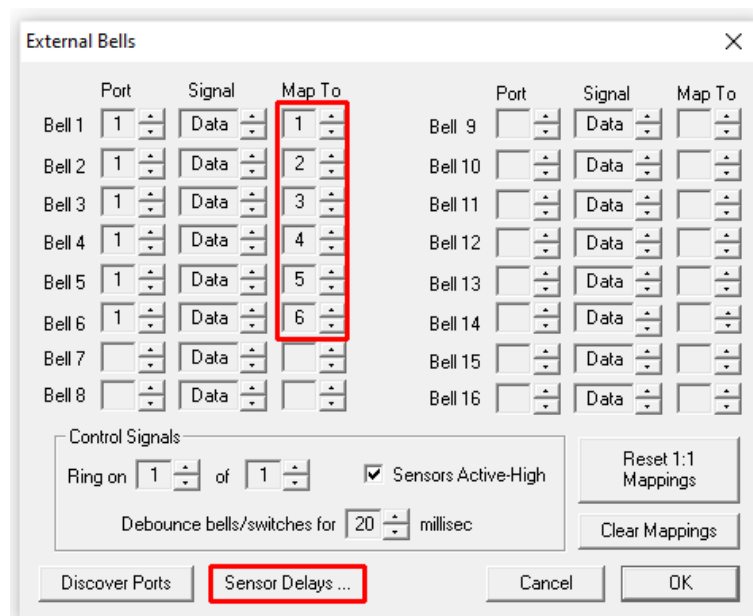 External Bells
Port Signal Map To Port Signal Map To
Bell 1 1 Data 1 Bell 9 Data
Bell 2 1 Data 2 Bell 10 Data
Bell 3 1 Data 3 Bell 11 Data
Bell 4 1 Data 4 Bell 12 Data
Bell 5 1 Data 5 Bell 13 Data
Bell 6 1 Data 6 Bell 14 Data
Bell 7 Data Bell 15 Data
Bell 8 Data Bell 16 Data
Control Signals
Ring on 1 of 1 Sensors Active-High
Reset 1:1
Mappings
Debounce bells/switches for 20 millisec
Clear Mappings
Discover Ports Sensor Delays ... Cancel OK